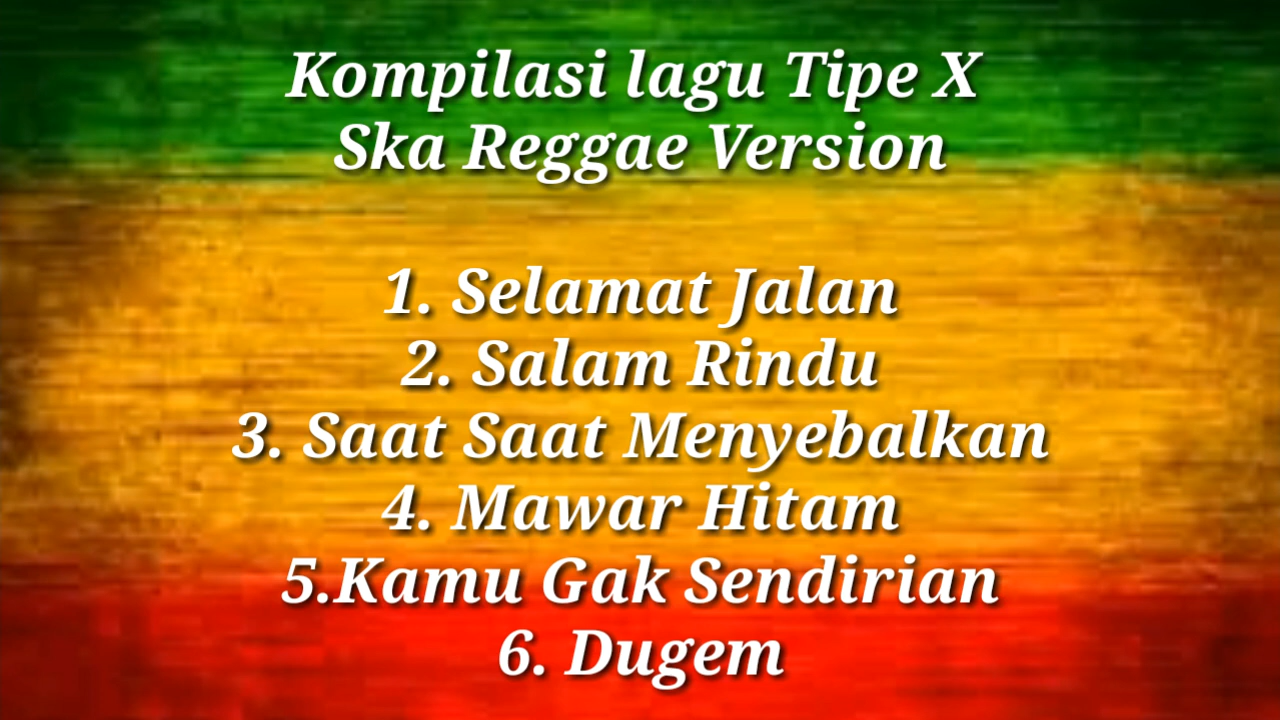 Kompilasi lagu Tipe X
Ska Reggae Version
1. Selamat Jalan
2. Salam Rindu
3. Saat Saat Menyebalkan
4. Mawar Hitam
5.Kamu Gak Sendirian
6. Dugem